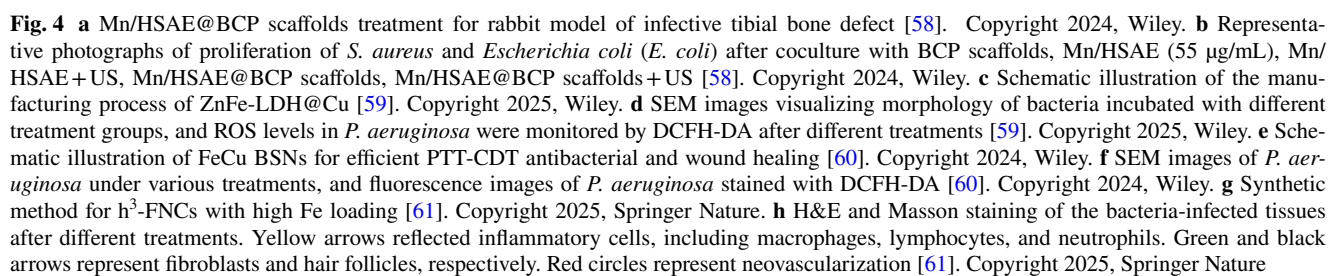 Fig. 4 a Mn/HSAE@BCP scaffolds treatment for rabbit model of infective tibial bone defect [58]. Copyright 2024, Wiley. b Representa-
tive photographs of proliferation of S. aureus and Escherichia coli (E. coli) after coculture with BCP scaffolds, Mn/HSAE (55 μg/mL), Mn/
HSAE+US, Mn/HSAE@BCP scaffolds, Mn/HSAE@BCP scaffolds+US [58]. Copyright 2024, Wiley. c Schematic illustration of the manu-
facturing process of ZnFe-LDH@Cu [59]. Copyright 2025, Wiley. d SEM images visualizing morphology of bacteria incubated with different
treatment groups, and ROS levels in P. aeruginosa were monitored by DCFH-DA after different treatments [59]. Copyright 2025, Wiley. e Sche-
matic illustration of FeCu BSNs for efficient PTT-CDT antibacterial and wound healing [60]. Copyright 2024, Wiley. f SEM images of P. aer-
uginosa under various treatments, and fluorescence images of P. aeruginosa stained with DCFH-DA [60]. Copyright 2024, Wiley. g Synthetic
method for h³-FNCs with high Fe loading [61]. Copyright 2025, Springer Nature. h H&E and Masson staining of the bacteria-infected tissues
after different treatments. Yellow arrows reflected inflammatory cells, including macrophages, lymphocytes, and neutrophils. Green and black
arrows represent fibroblasts and hair follicles, respectively. Red circles represent neovascularization [61]. Copyright 2025, Springer Nature